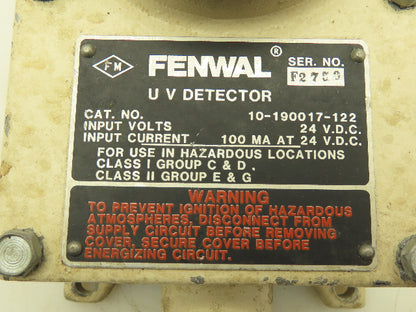 FM FENWAL ® SER. NO.
U V DETECTOR
CAT. NO. 10-190017-122
INPUT VOLTS 24 V.D.C.
INPUT CURRENT 100 MA AT 24 V.D.C.
FOR USE IN HAZARDOUS LOCATIONS
CLASS I GROUP C & D,
CLASS II GROUP E & G
WARNING
TO PREVENT IGNITION OF HAZARDOUS
ATMOSPHERES. DISCONNECT FROM
SUPPLY CIRCUIT BEFORE REMOVING
COVER. SECURE COVER BEFORE
ENERGIZING CIRCUIT.